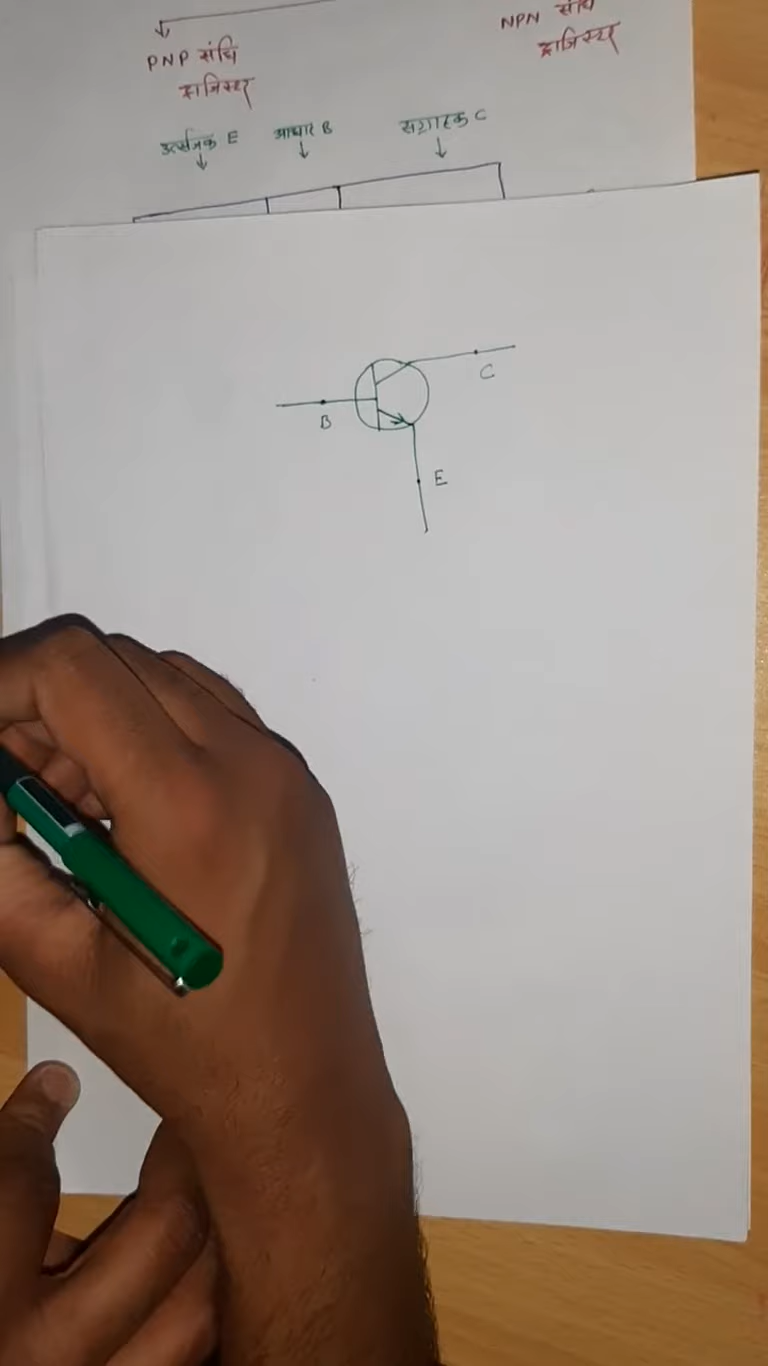 PNP संधि
ट्रांजिस्टर
NPN संधि
ट्रांजिस्टर
उत्सर्जक E
आधार B
संग्राहक C
C
B
E